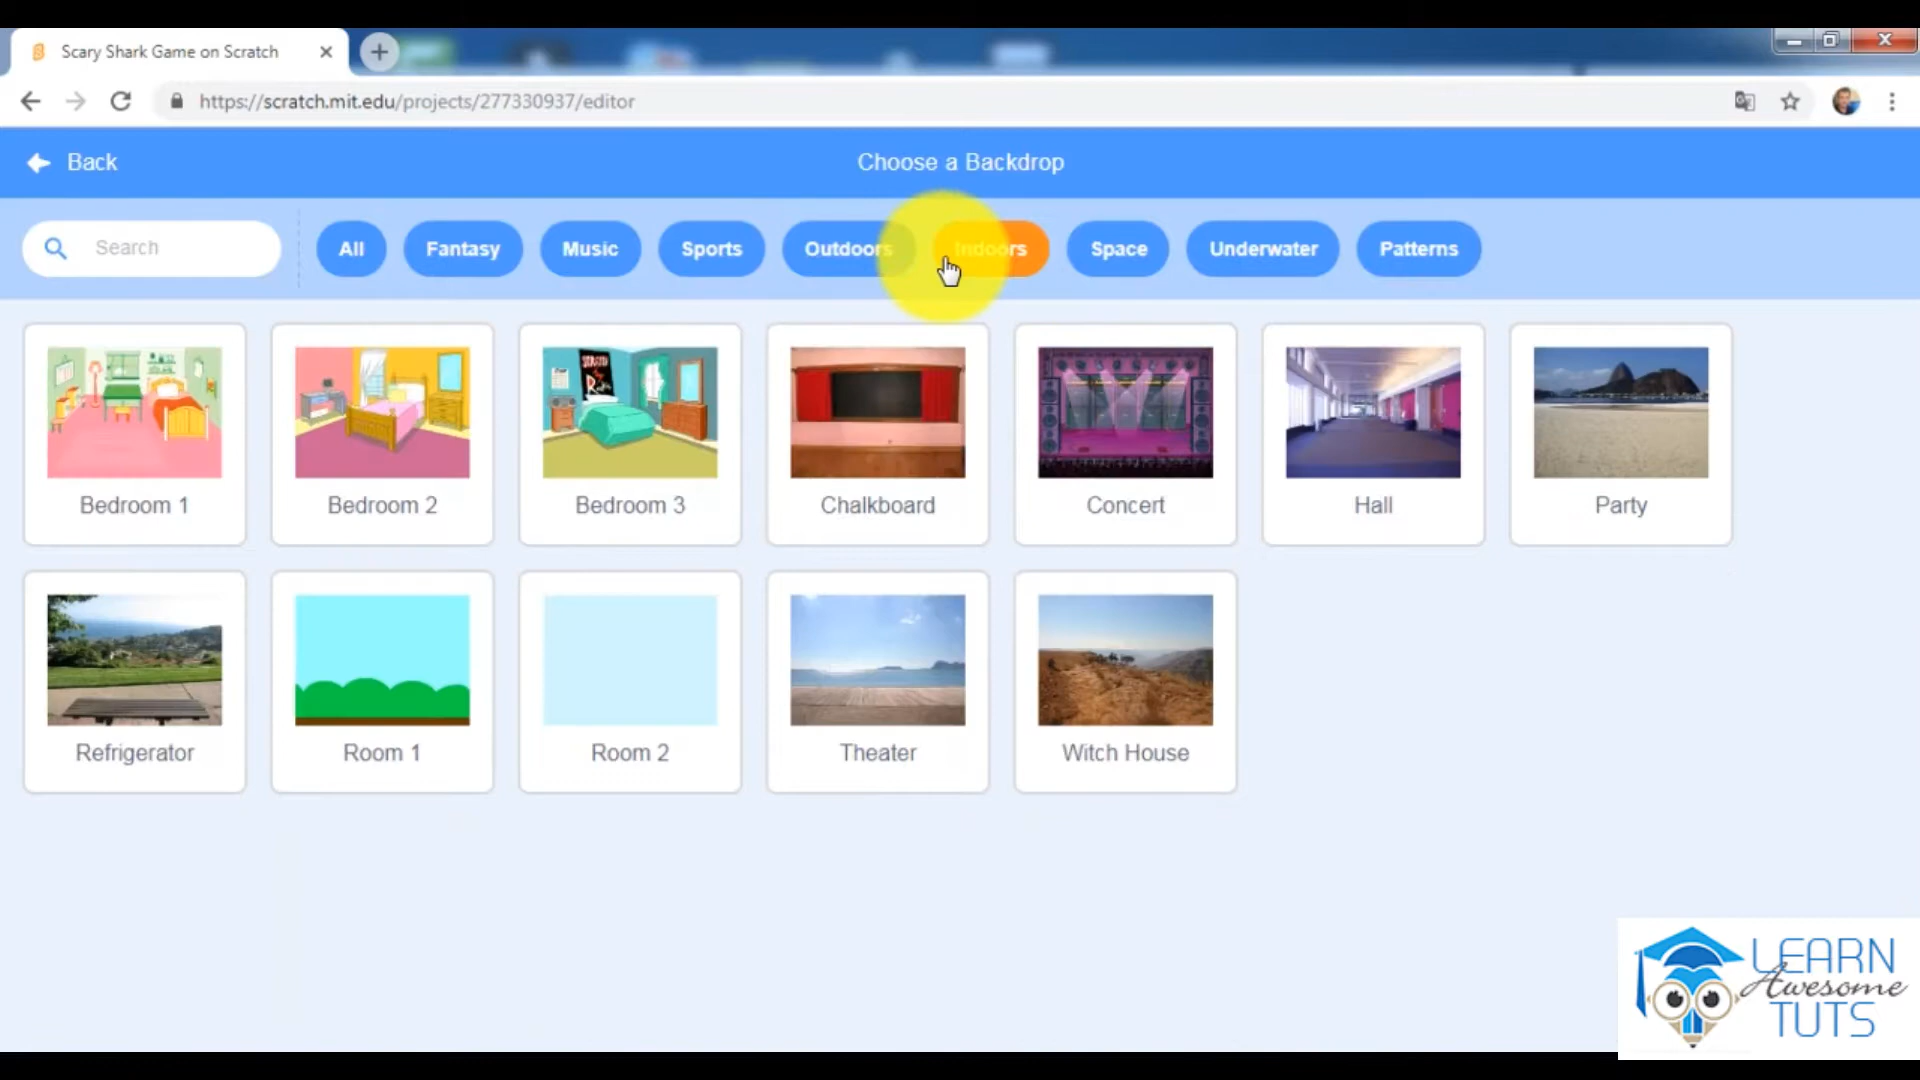 Scary Shark Game on Scratch
https://scratch.mit.edu/projects/277330937/editor
Back
Choose a Backdrop
Search
All
Fantasy
Music
Sports
Outdoors
Indoors
Space
Underwater
Patterns
Bedroom 1
Bedroom 2
Bedroom 3
Chalkboard
Concert
Hall
Party
Refrigerator
Room 1
Room 2
Theater
Witch House
LEARN
Awesome
TUTS